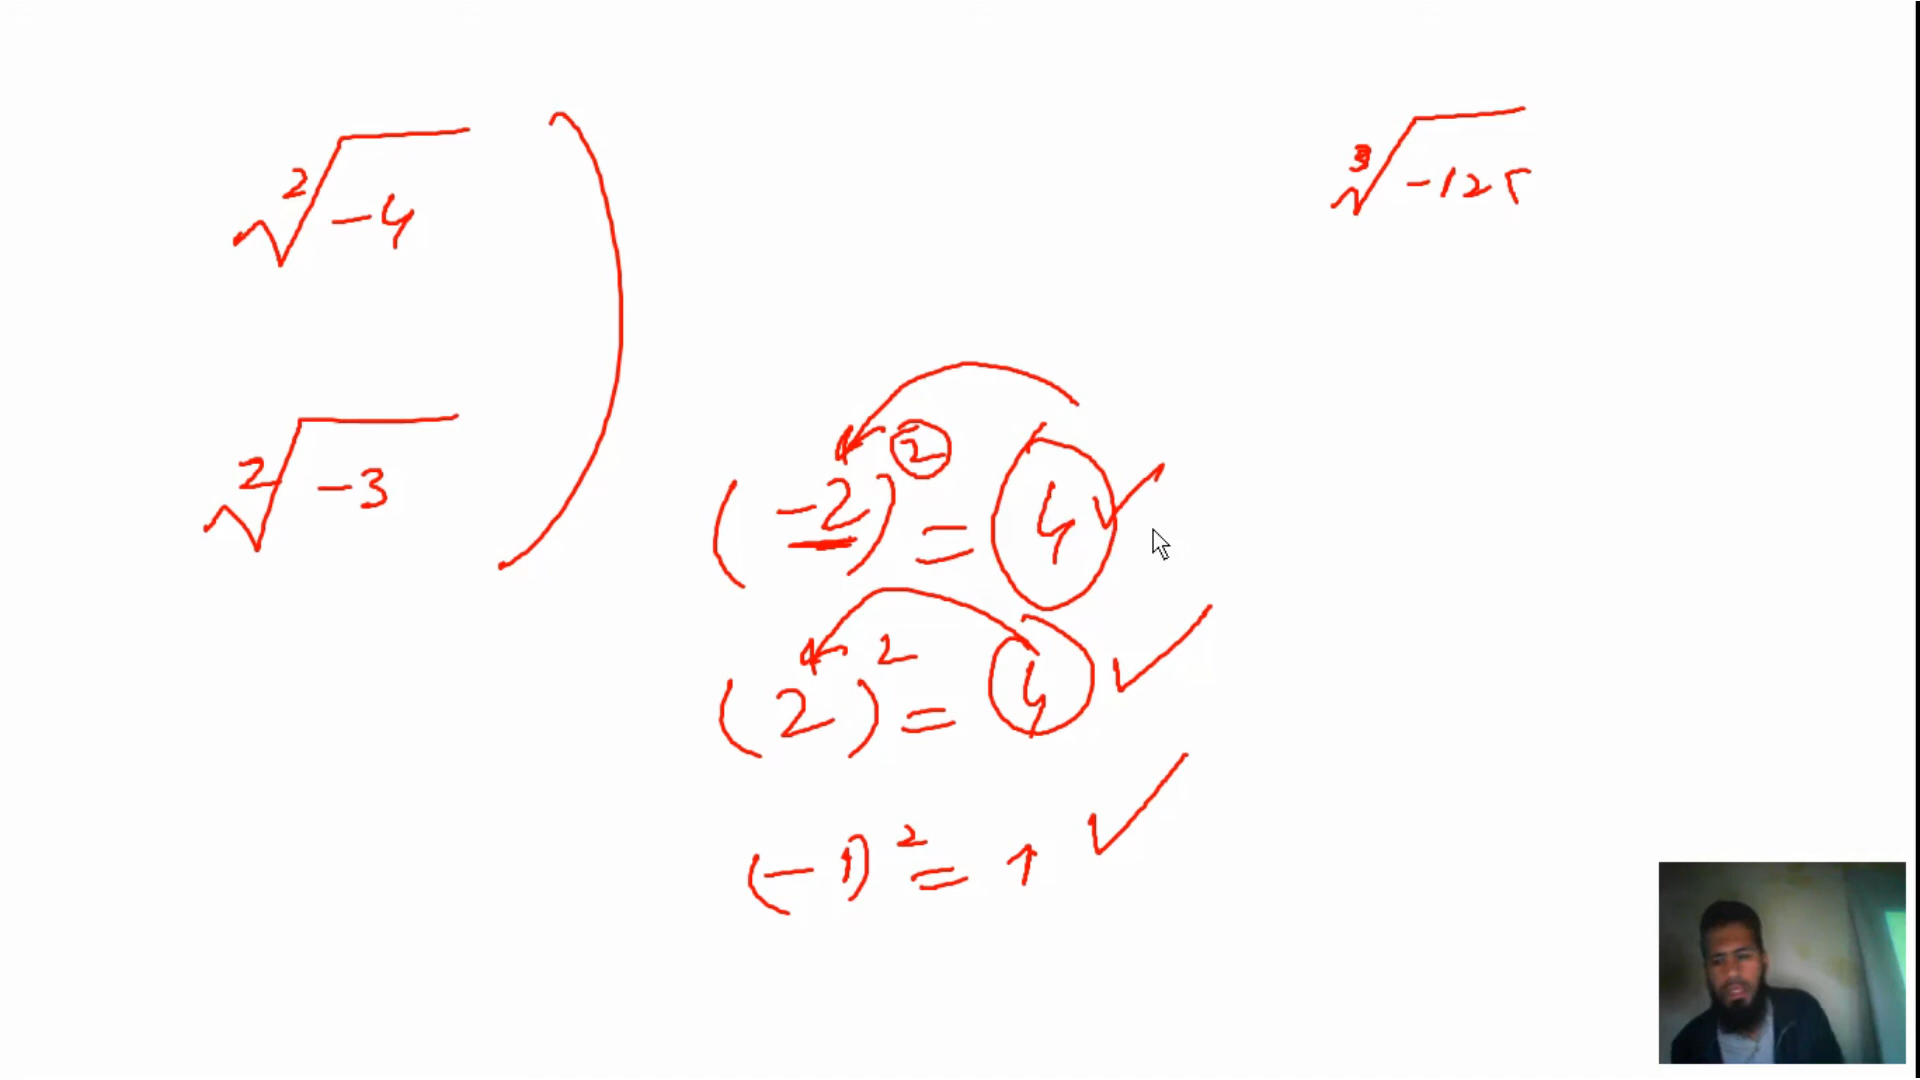 ²√-4
³√-125
²√-3
(-2)² = 4
(2)² = 4
(-1)² = 1